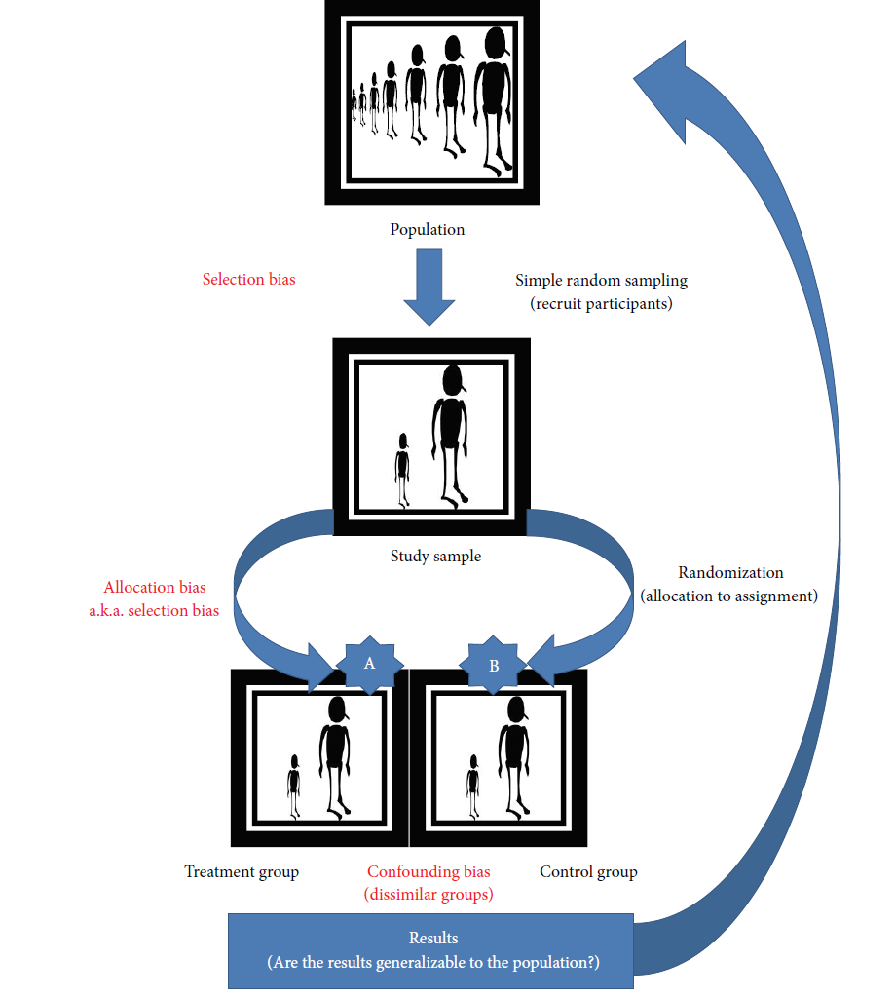 Population
Selection bias
Simple random sampling
(recruit participants)
Study sample
Allocation bias
a.k.a. selection bias
Randomization
(allocation to assignment)
A
B
Treatment group
Confounding bias
(dissimilar groups)
Control group
Results
(Are the results generalizable to the population?)